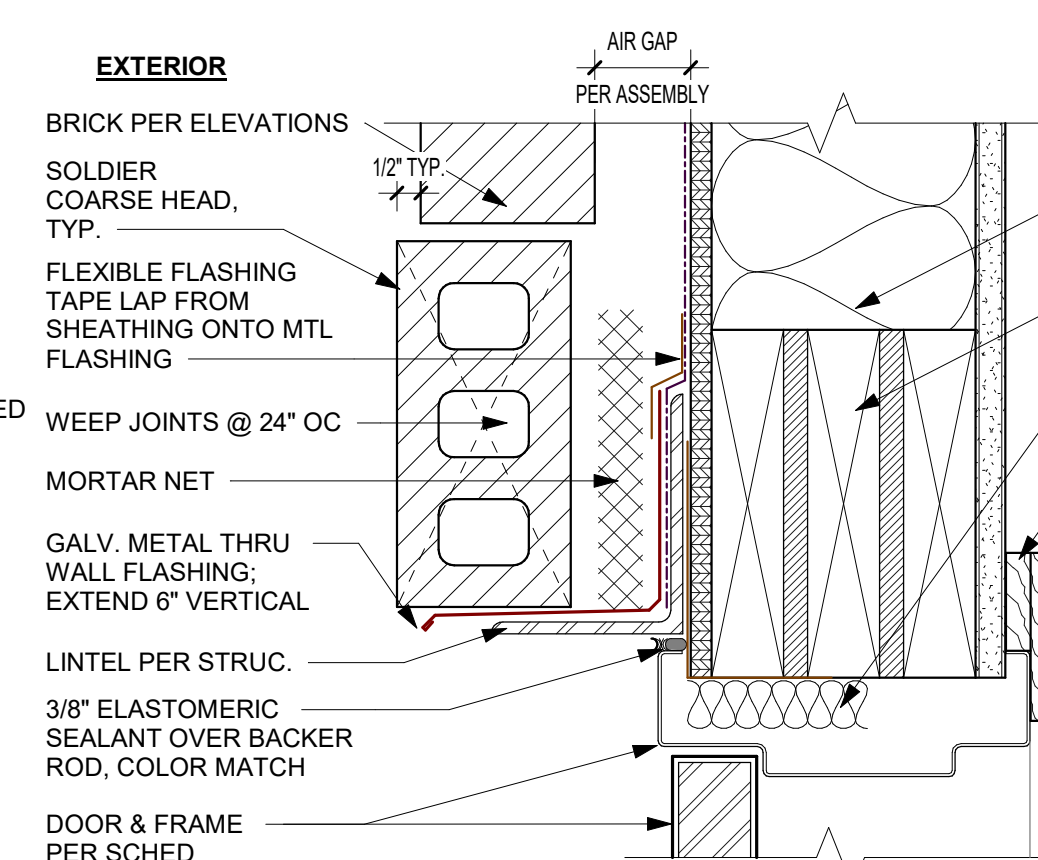 AIR GAP
EXTERIOR
PER ASSEMBLY
BRICK PER ELEVATIONS
1/2" TYP.
SOLDIER
COARSE HEAD,
TYP.
FLEXIBLE FLASHING
TAPE LAP FROM
SHEATHING ONTO MTL
FLASHING
ED
WEEP JOINTS @ 24" OC
MORTAR NET
GALV. METAL THRU
WALL FLASHING;
EXTEND 6" VERTICAL
LINTEL PER STRUC.
3/8" ELASTOMERIC
SEALANT OVER BACKER
ROD, COLOR MATCH
DOOR & FRAME
PER SCHED